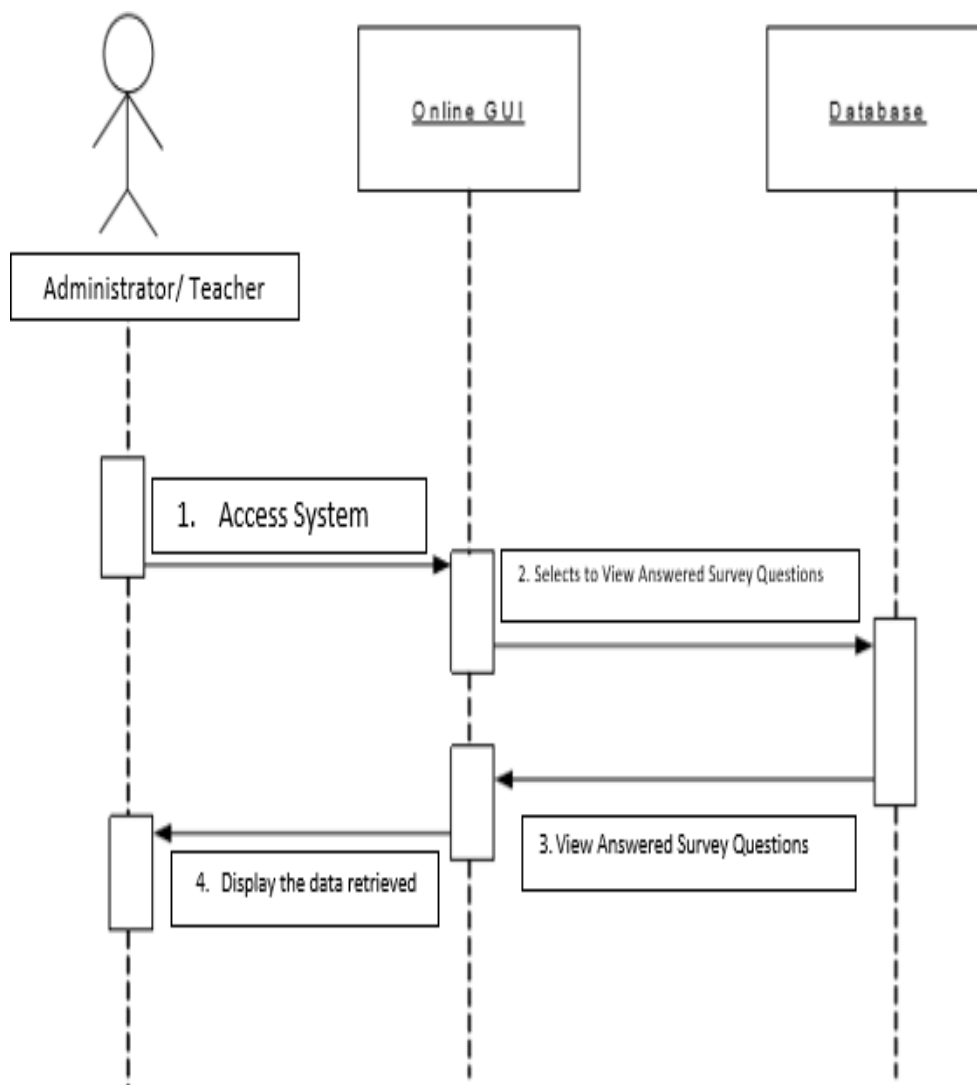 Online GUI
Database
Administrator/ Teacher
1. Access System
2. Selects to View Answered Survey Questions
3. View Answered Survey Questions
4. Display the data retrieved